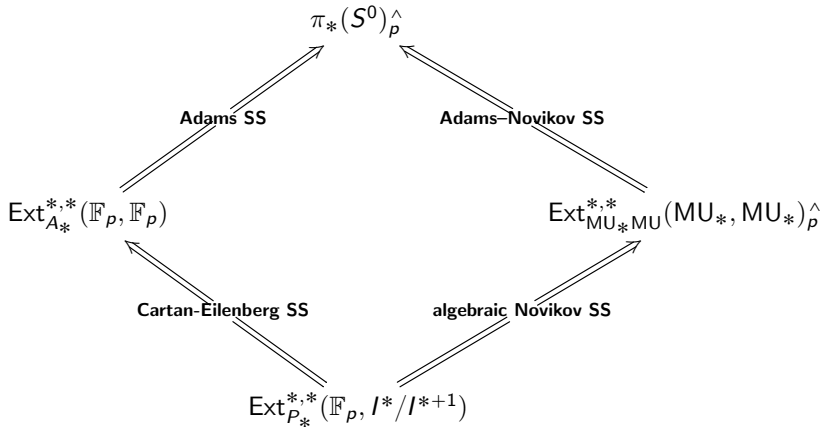 π_*(S^0)^∧_p
Adams SS Adams–Novikov SS
Ext^{*,*}_{A_*}(𝔽_p, 𝔽_p) Ext^{*,*}_{MU_*MU}(MU_*, MU_*)^∧_p
Cartan-Eilenberg SS algebraic Novikov SS
Ext^{*,*}_{P_*}(𝔽_p, I^*/I^{*+1})